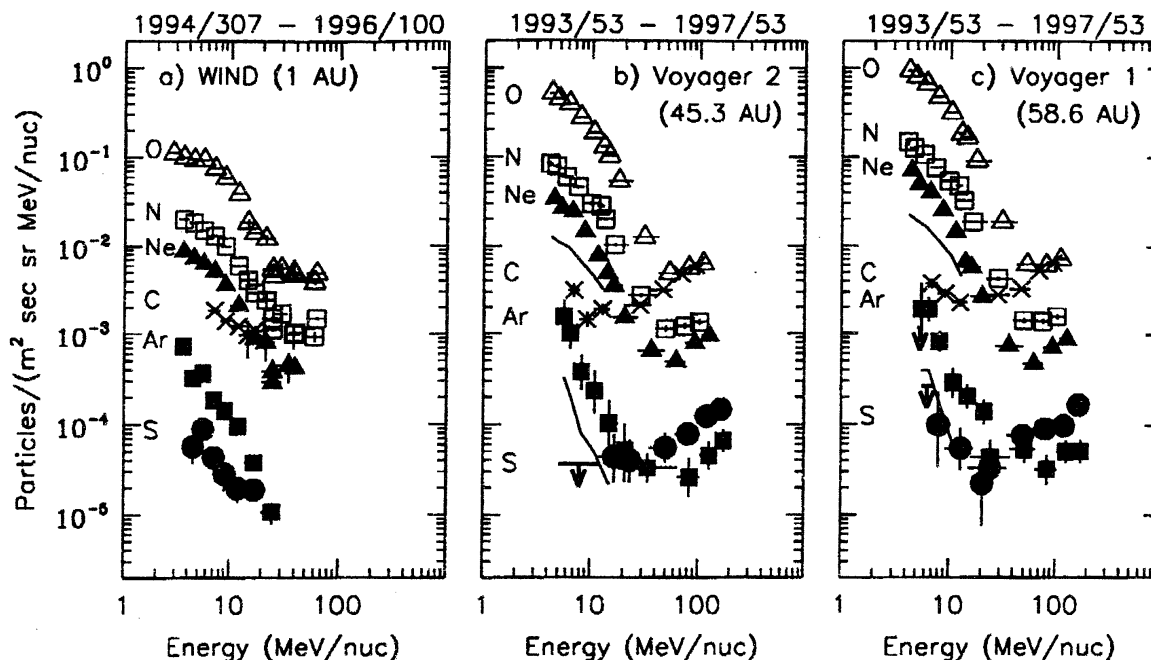 1994/307 – 1996/100
1993/53 – 1997/53
1993/53 – 1997/53
a) WIND (1 AU)
b) Voyager 2
(45.3 AU)
c) Voyager 1
(58.6 AU)
Particles/(m² sec sr MeV/nuc)
10⁰
10⁻¹
10⁻²
10⁻³
10⁻⁴
10⁻⁵
10⁻⁶
O
N
Ne
C
Ar
S
O
N
Ne
C
Ar
S
O
N
Ne
C
Ar
S
1 10 100
1 10 100
1 10 100
Energy (MeV/nuc)
Energy (MeV/nuc)
Energy (MeV/nuc)